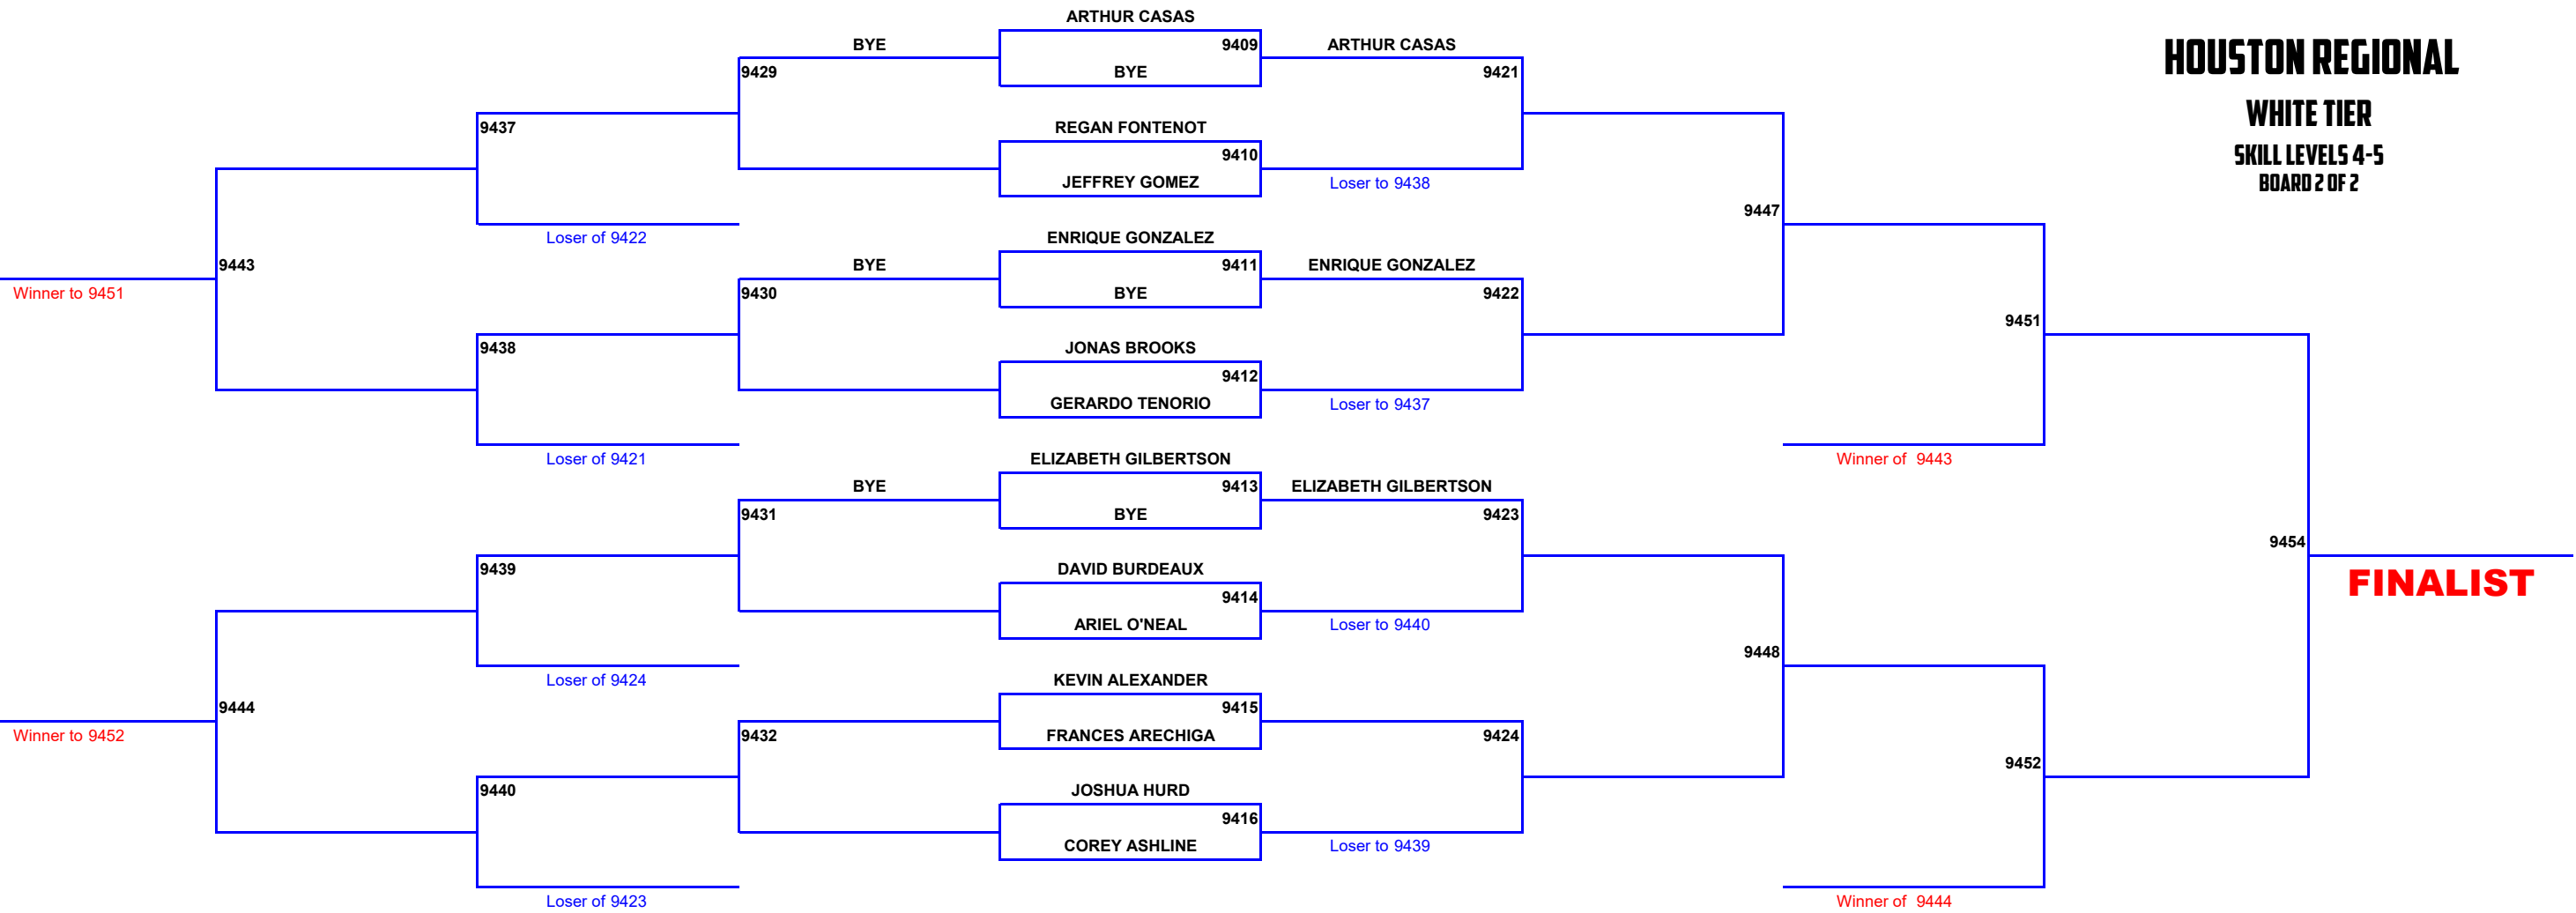 ARTHUR CASAS
BYE 9409 ARTHUR CASAS
9429 BYE 9421
HOUSTON REGIONAL
WHITE TIER
9437 REGAN FONTENOT
9410
SKILL LEVELS 4-5
JEFFREY GOMEZ Loser to 9438
BOARD 2 OF 2
9447
Loser of 9422 ENRIQUE GONZALEZ
9443 BYE 9411 ENRIQUE GONZALEZ
Winner to 9451 9430 BYE 9422
9451
9438 JONAS BROOKS
9412
GERARDO TENORIO Loser to 9437
Loser of 9421 ELIZABETH GILBERTSON Winner of 9443
BYE 9413 ELIZABETH GILBERTSON
9431 BYE 9423
9454
9439 DAVID BURDEAUX
FINALIST
9414
ARIEL O'NEAL Loser to 9440
9448
Loser of 9424 KEVIN ALEXANDER
9444 9415
Winner to 9452 9432 FRANCES ARECHIGA 9424
9452
9440 JOSHUA HURD
9416
COREY ASHLINE Loser to 9439
Loser of 9423 Winner of 9444